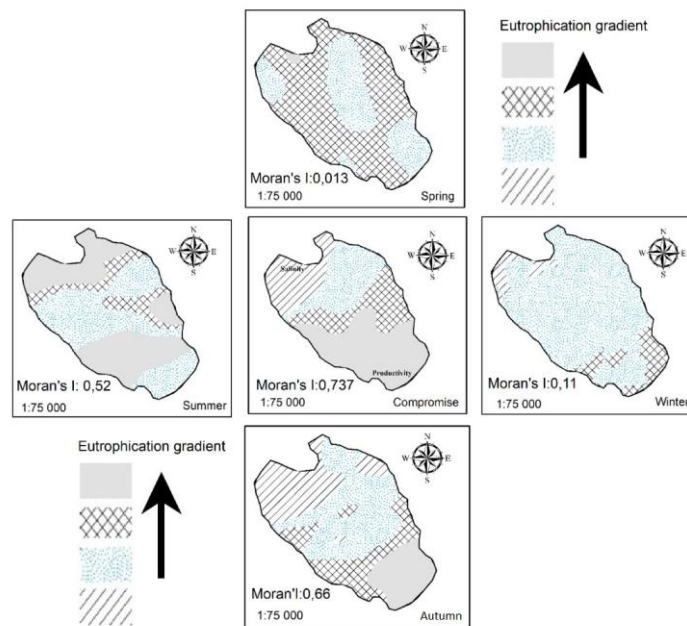 N
W E
S
Moran's I:0,013
1:75 000
Spring
Eutrophication gradient
N
W E
S
Moran's I: 0,52
1:75 000
Summer
N
W E
S
Salinity
Productivity
Moran's I:0,737
1:75 000
Compromise
N
W E
S
Moran's I:0,11
1:75 000
Winter
Eutrophication gradient
N
W E
S
Moran'I:0,66
1:75 000
Autumn